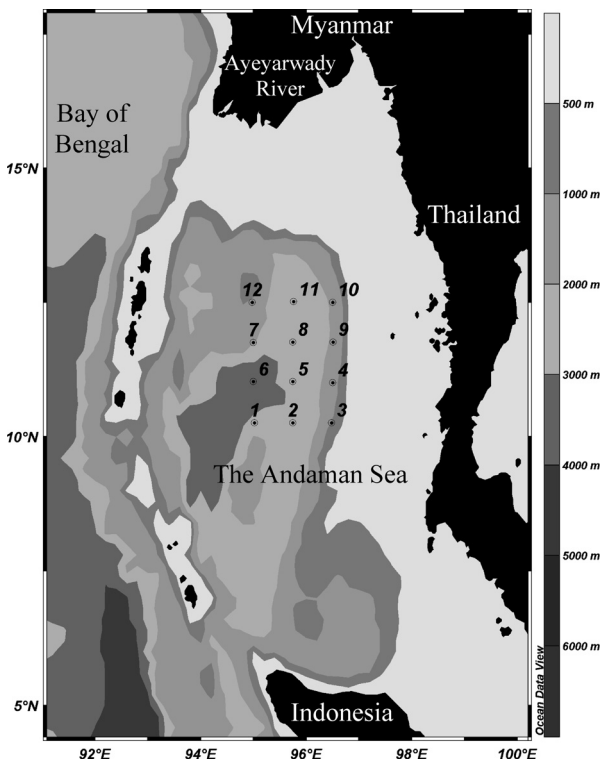 Myanmar
Ayeyarwady
River
Bay of
Bengal
Thailand
The Andaman Sea
Indonesia
12 11 10
7 8 9
6 5 4
1 2 3
15°N
10°N
5°N
92°E 94°E 96°E 98°E 100°E
500 m
1000 m
2000 m
3000 m
4000 m
5000 m
6000 m
Ocean Data View